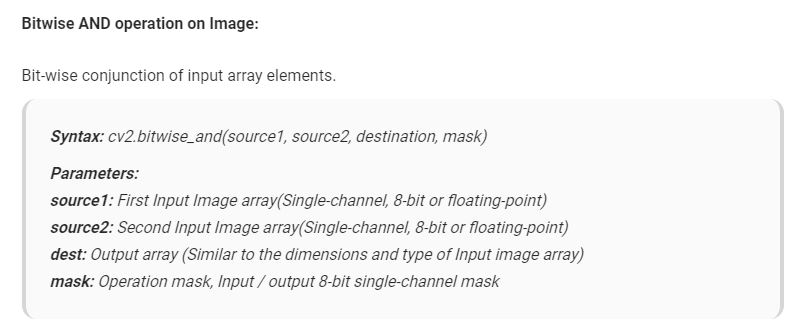 Bitwise AND operation on Image:
Bit-wise conjunction of input array elements.
Syntax: cv2.bitwise_and(source1, source2, destination, mask)
Parameters:
source1: First Input Image array(Single-channel, 8-bit or floating-point)
source2: Second Input Image array(Single-channel, 8-bit or floating-point)
dest: Output array (Similar to the dimensions and type of Input image array)
mask: Operation mask, Input / output 8-bit single-channel mask